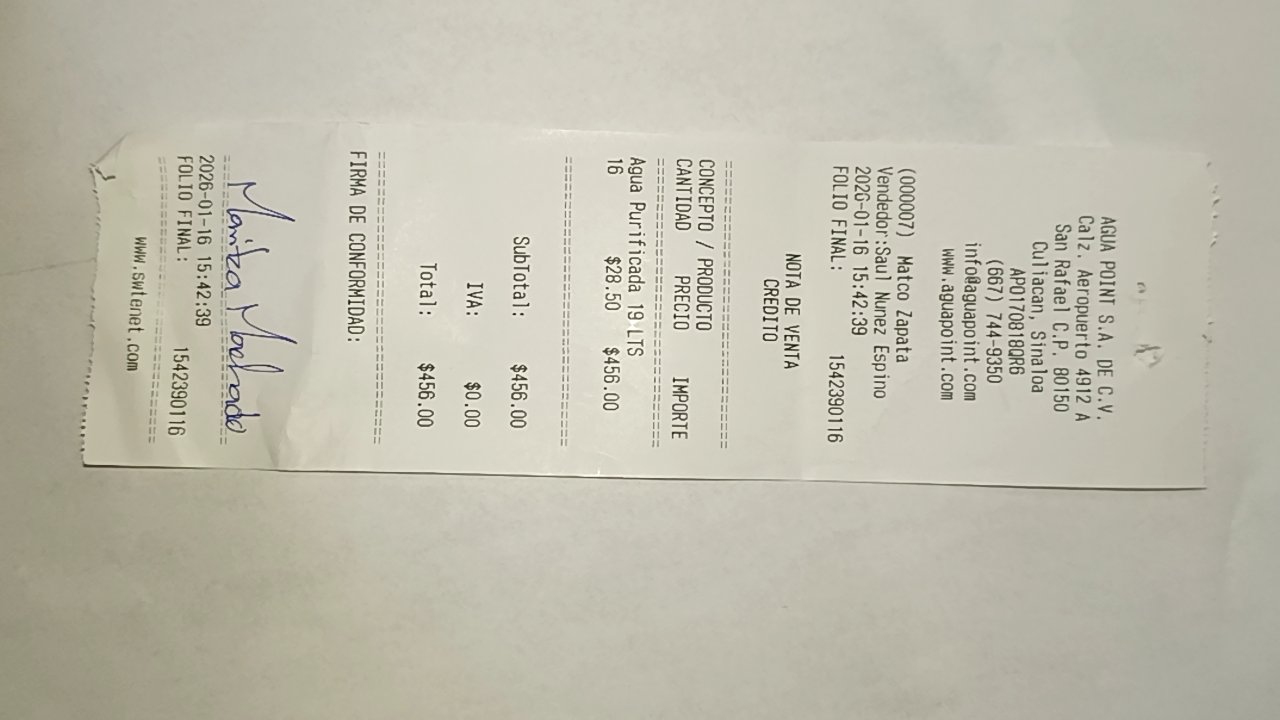 AGUA POINT S.A. DE C.V.
Calz. Aeropuerto 4912 A
San Rafael C.P. 80150
Culiacan, Sinaloa
APO170818QR6
(667) 744-9350
info@aguapoint.com
www.aguapoint.com
(000007) Matco Zapata
Vendedor:Saul Nunez Espino
2026-01-16 15:42:39
FOLIO FINAL: 1542390116
NOTA DE VENTA
CREDITO
CONCEPTO / PRODUCTO
CANTIDAD PRECIO IMPORTE
Agua Purificada 19 LTS
16 $28.50 $456.00
SubTotal: $456.00
IVA: $0.00
Total: $456.00
FIRMA DE CONFORMIDAD:
Maritza Machado
2026-01-16 15:42:39
FOLIO FINAL: 1542390116
www.swtenet.com